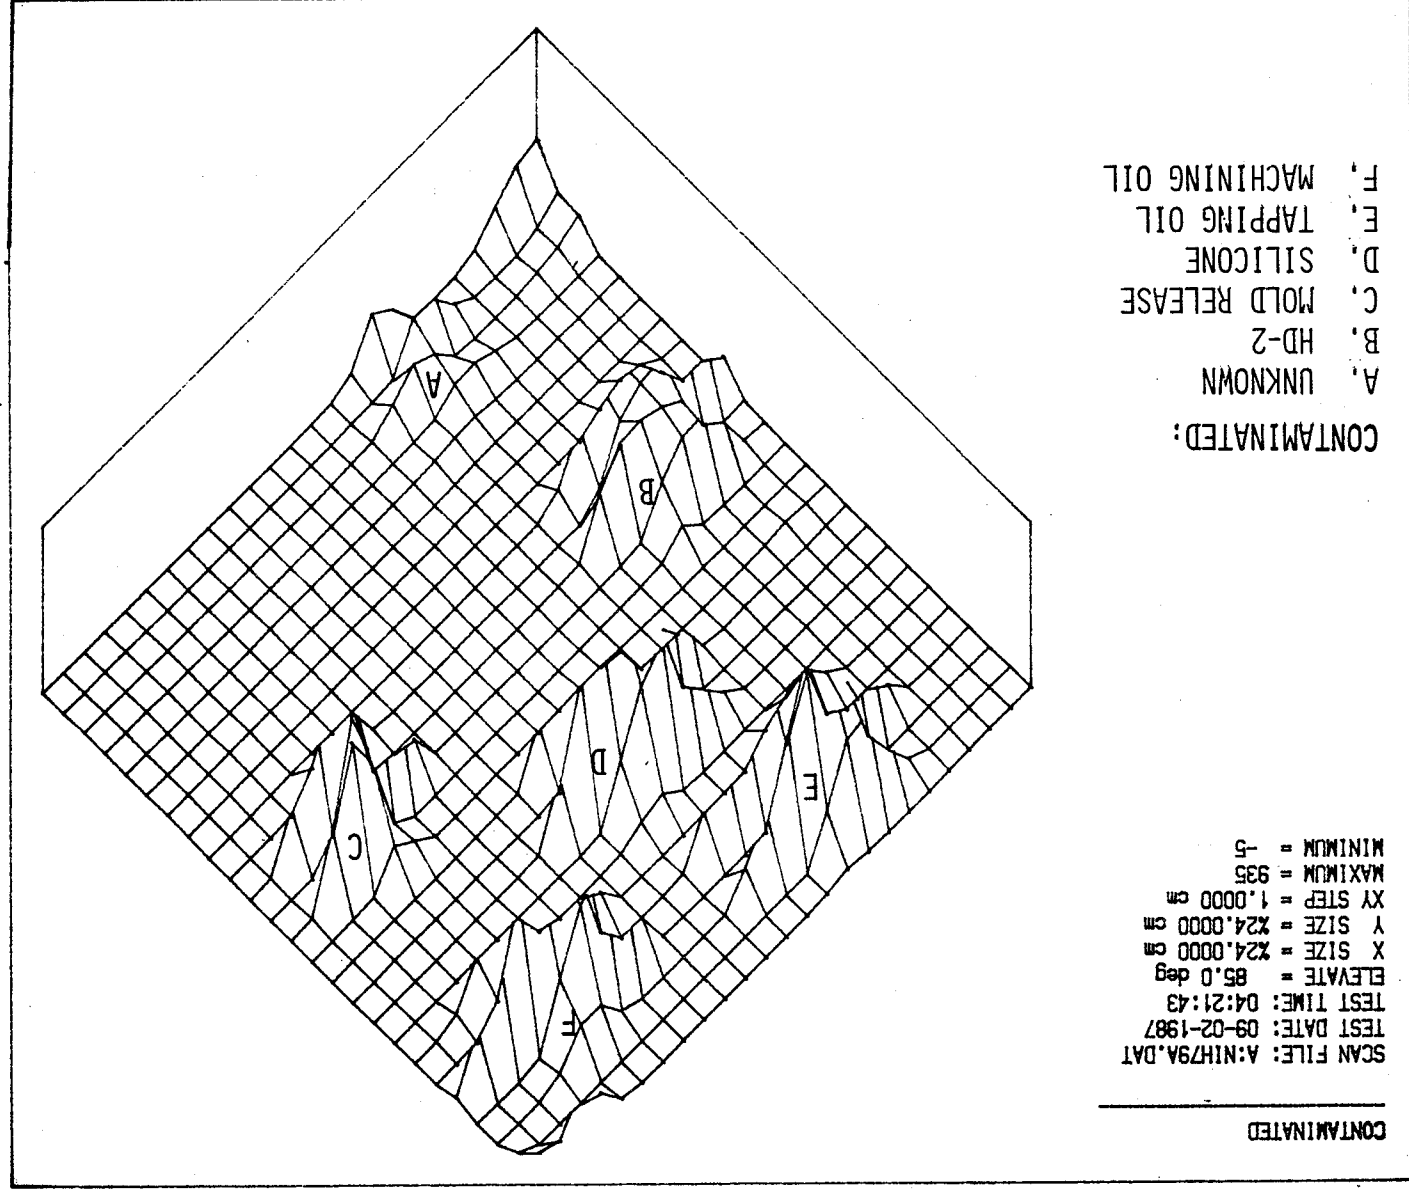 CONTAMINATED
SCAN FILE: A:NIH79A.DAT
TEST DATE: 09-02-1987
TEST TIME: 04:21:43
ELEVATE = 85.0 deg
X SIZE = %24.0000 cm
Y SIZE = %24.0000 cm
XY STEP = 1.0000 cm
MAXIMUM = 935
MINIMUM = -5
CONTAMINATED:
A. UNKNOWN
B. HD-2
C. MOLD RELEASE
D. SILICONE
E. TAPPING OIL
F. MACHINING OIL
F
C
E
D
B
A